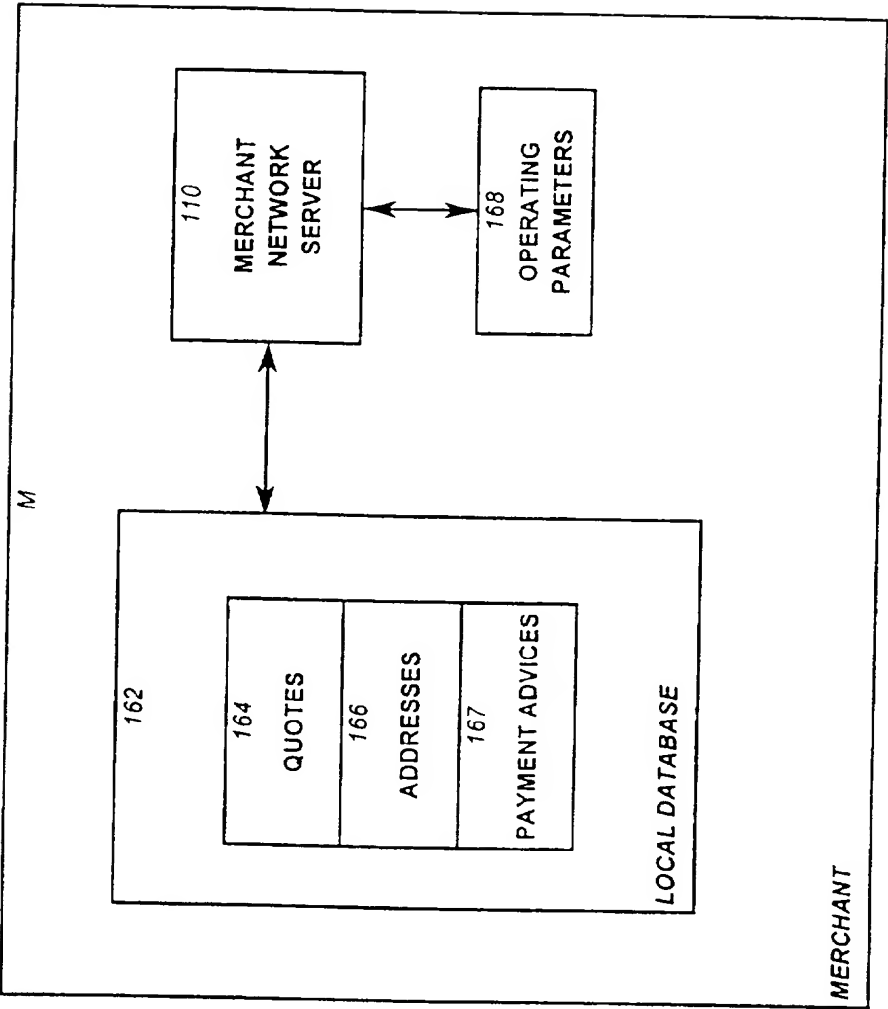 M
162
164
QUOTES
166
ADDRESSES
167
PAYMENT ADVICES
LOCAL DATABASE
110
MERCHANT
NETWORK
SERVER
168
OPERATING
PARAMETERS
MERCHANT